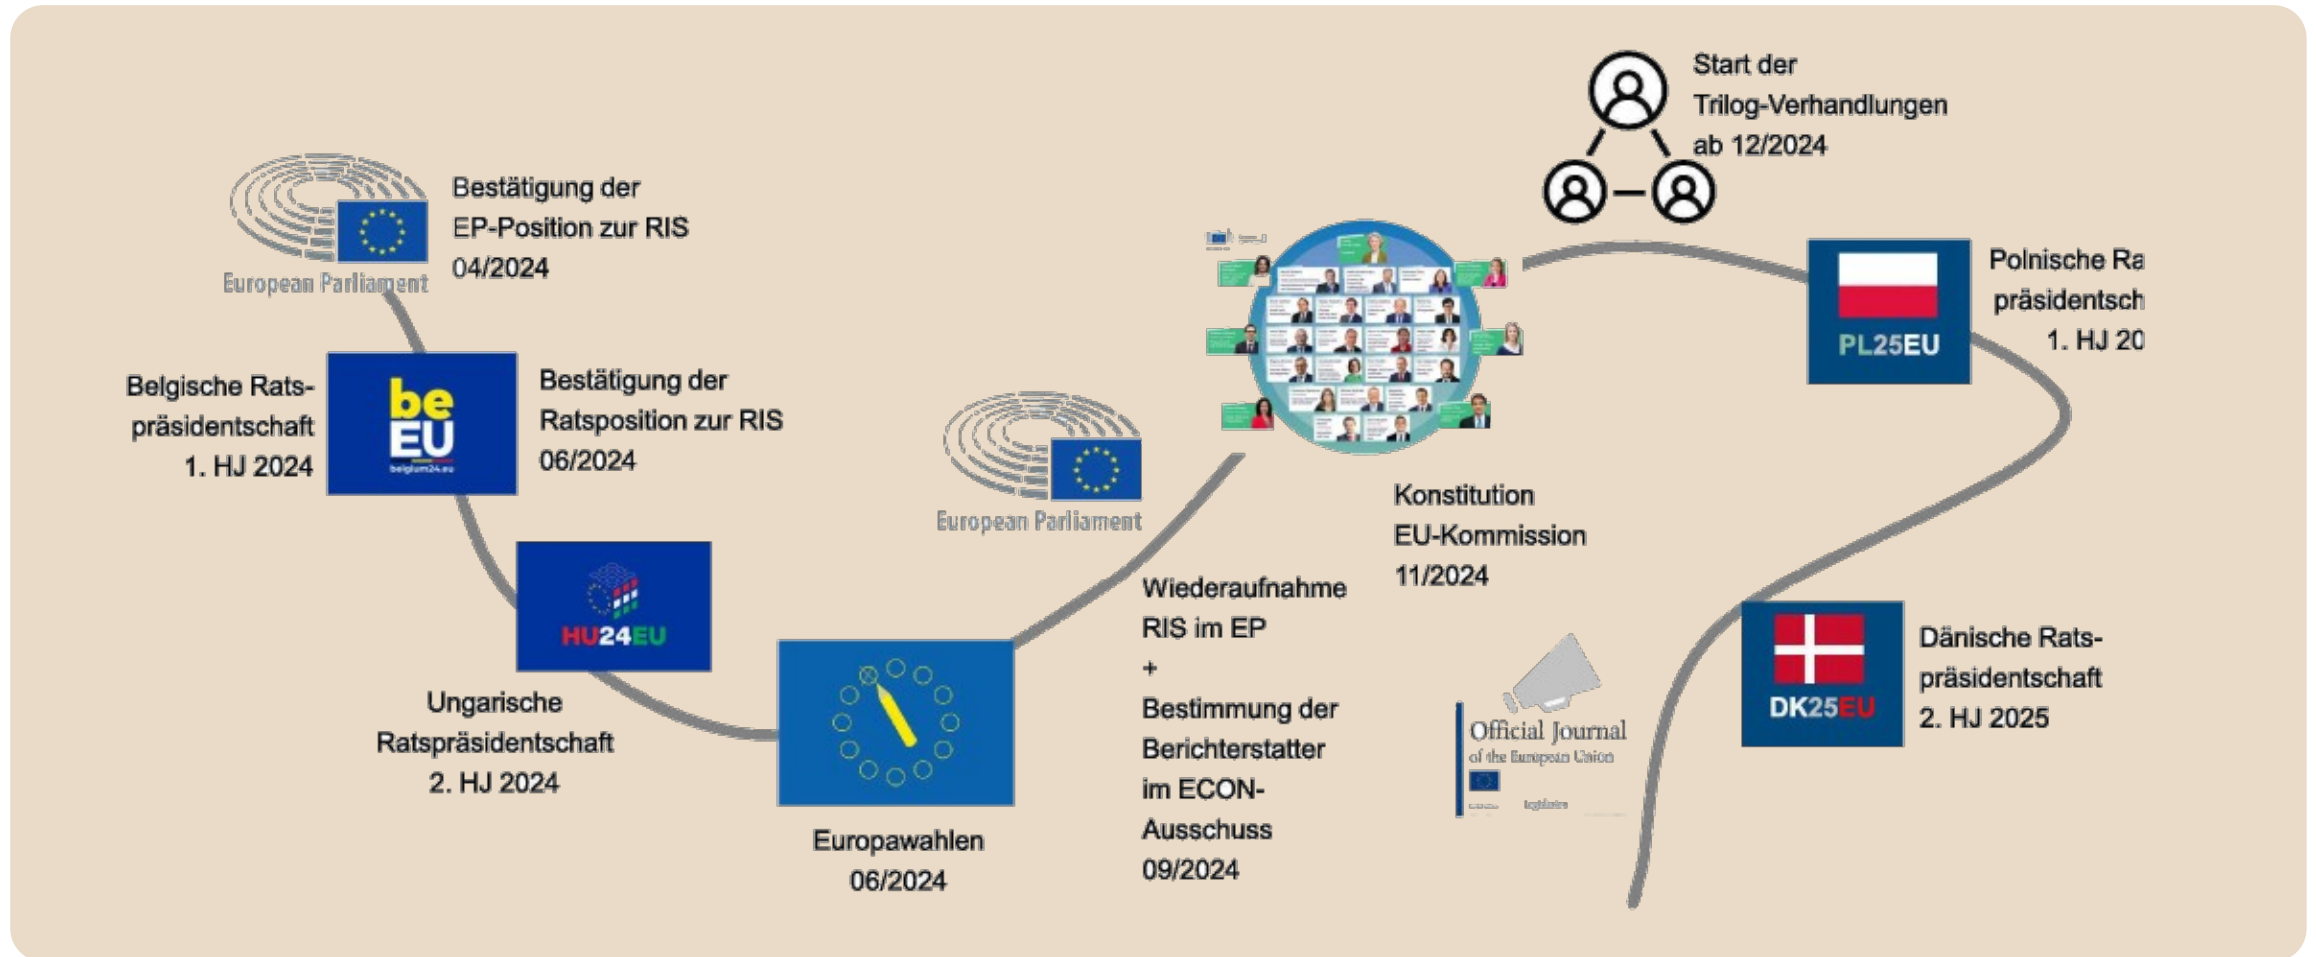 European Parliament
Bestätigung der
EP-Position zur RIS
04/2024
Belgische Rats-
präsidentschaft
1. HJ 2024
be
EU
belgium24.eu
Bestätigung der
Ratsposition zur RIS
06/2024
HU24EU
Ungarische
Ratspräsidentschaft
2. HJ 2024
Europawahlen
06/2024
European Parliament
Wiederaufnahme
RIS im EP
+
Bestimmung der
Berichterstatter
im ECON-
Ausschuss
09/2024
Konstitution
EU-Kommission
11/2024
Start der
Trilog-Verhandlungen
ab 12/2024
PL25EU
Polnische Ra
präsidentsch
1. HJ 20
DK25EU
Dänische Rats-
präsidentschaft
2. HJ 2025
Official Journal
of the European Union
Legislation